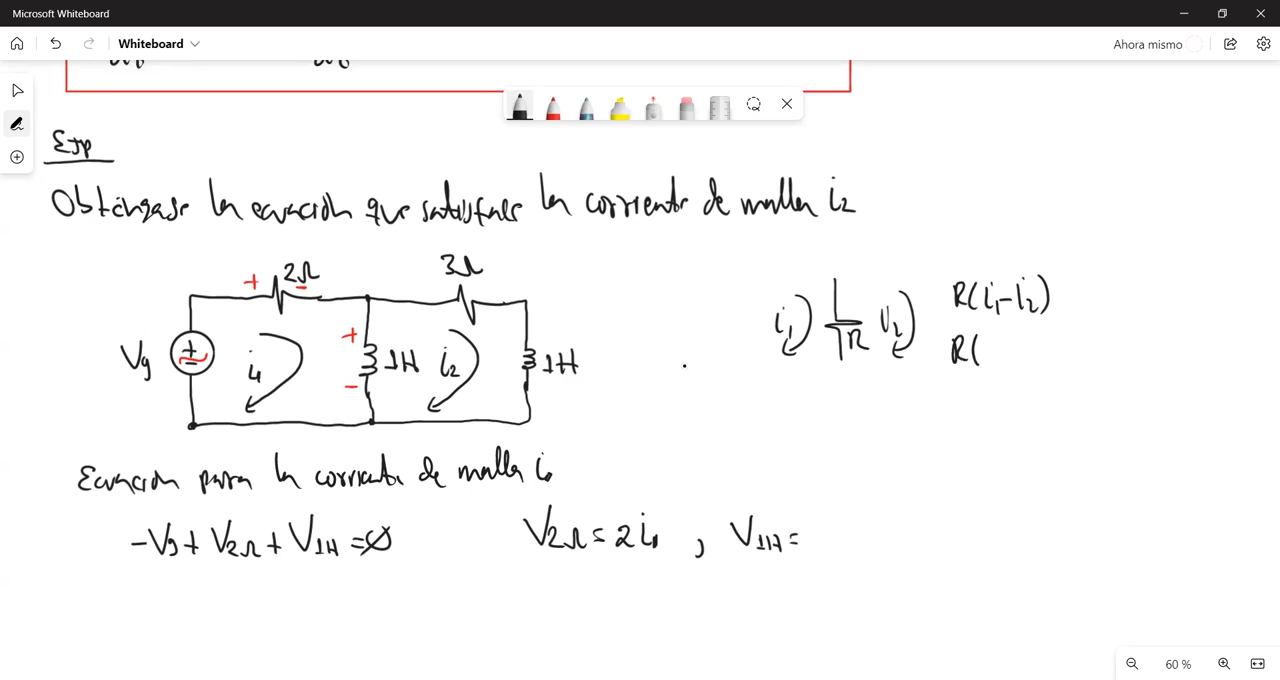 Microsoft Whiteboard
Whiteboard
Ahora mismo
Ejp
Obténgase la ecuación que satisface la corriente de malla i₂
2Ω
3Ω
Vg
i₁
1H
i₂
1H
i₁
R
V₂
R(i₁-i₂)
R(
Ecuación para la corriente de malla i₁
-Vg + V₂Ω + V₁H = ∅
V₂Ω = 2i₁ , V₁H =
60 %